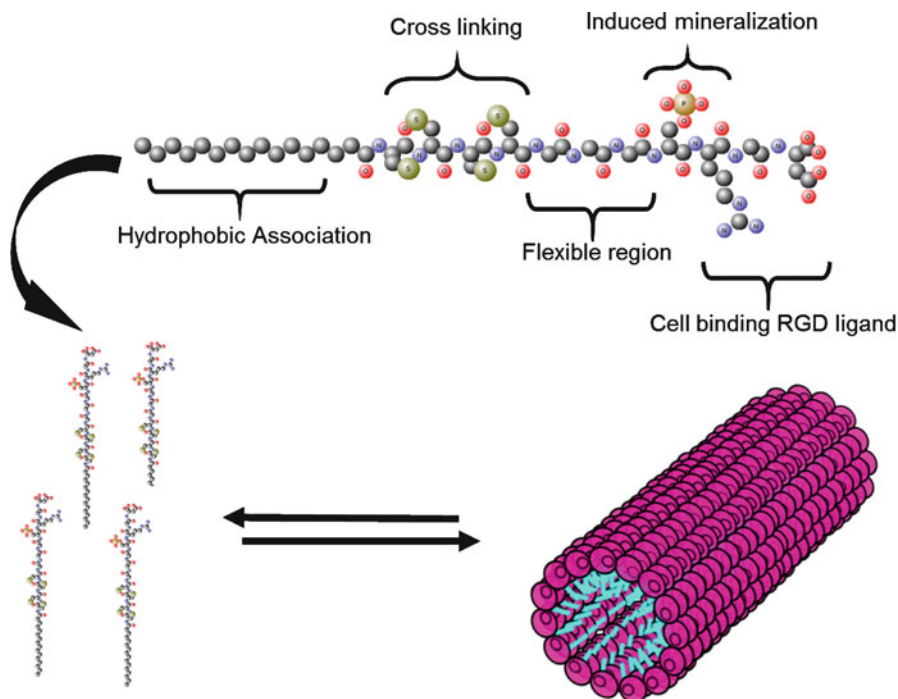 Cross linking
Induced mineralization
Hydrophobic Association
Flexible region
Cell binding RGD ligand